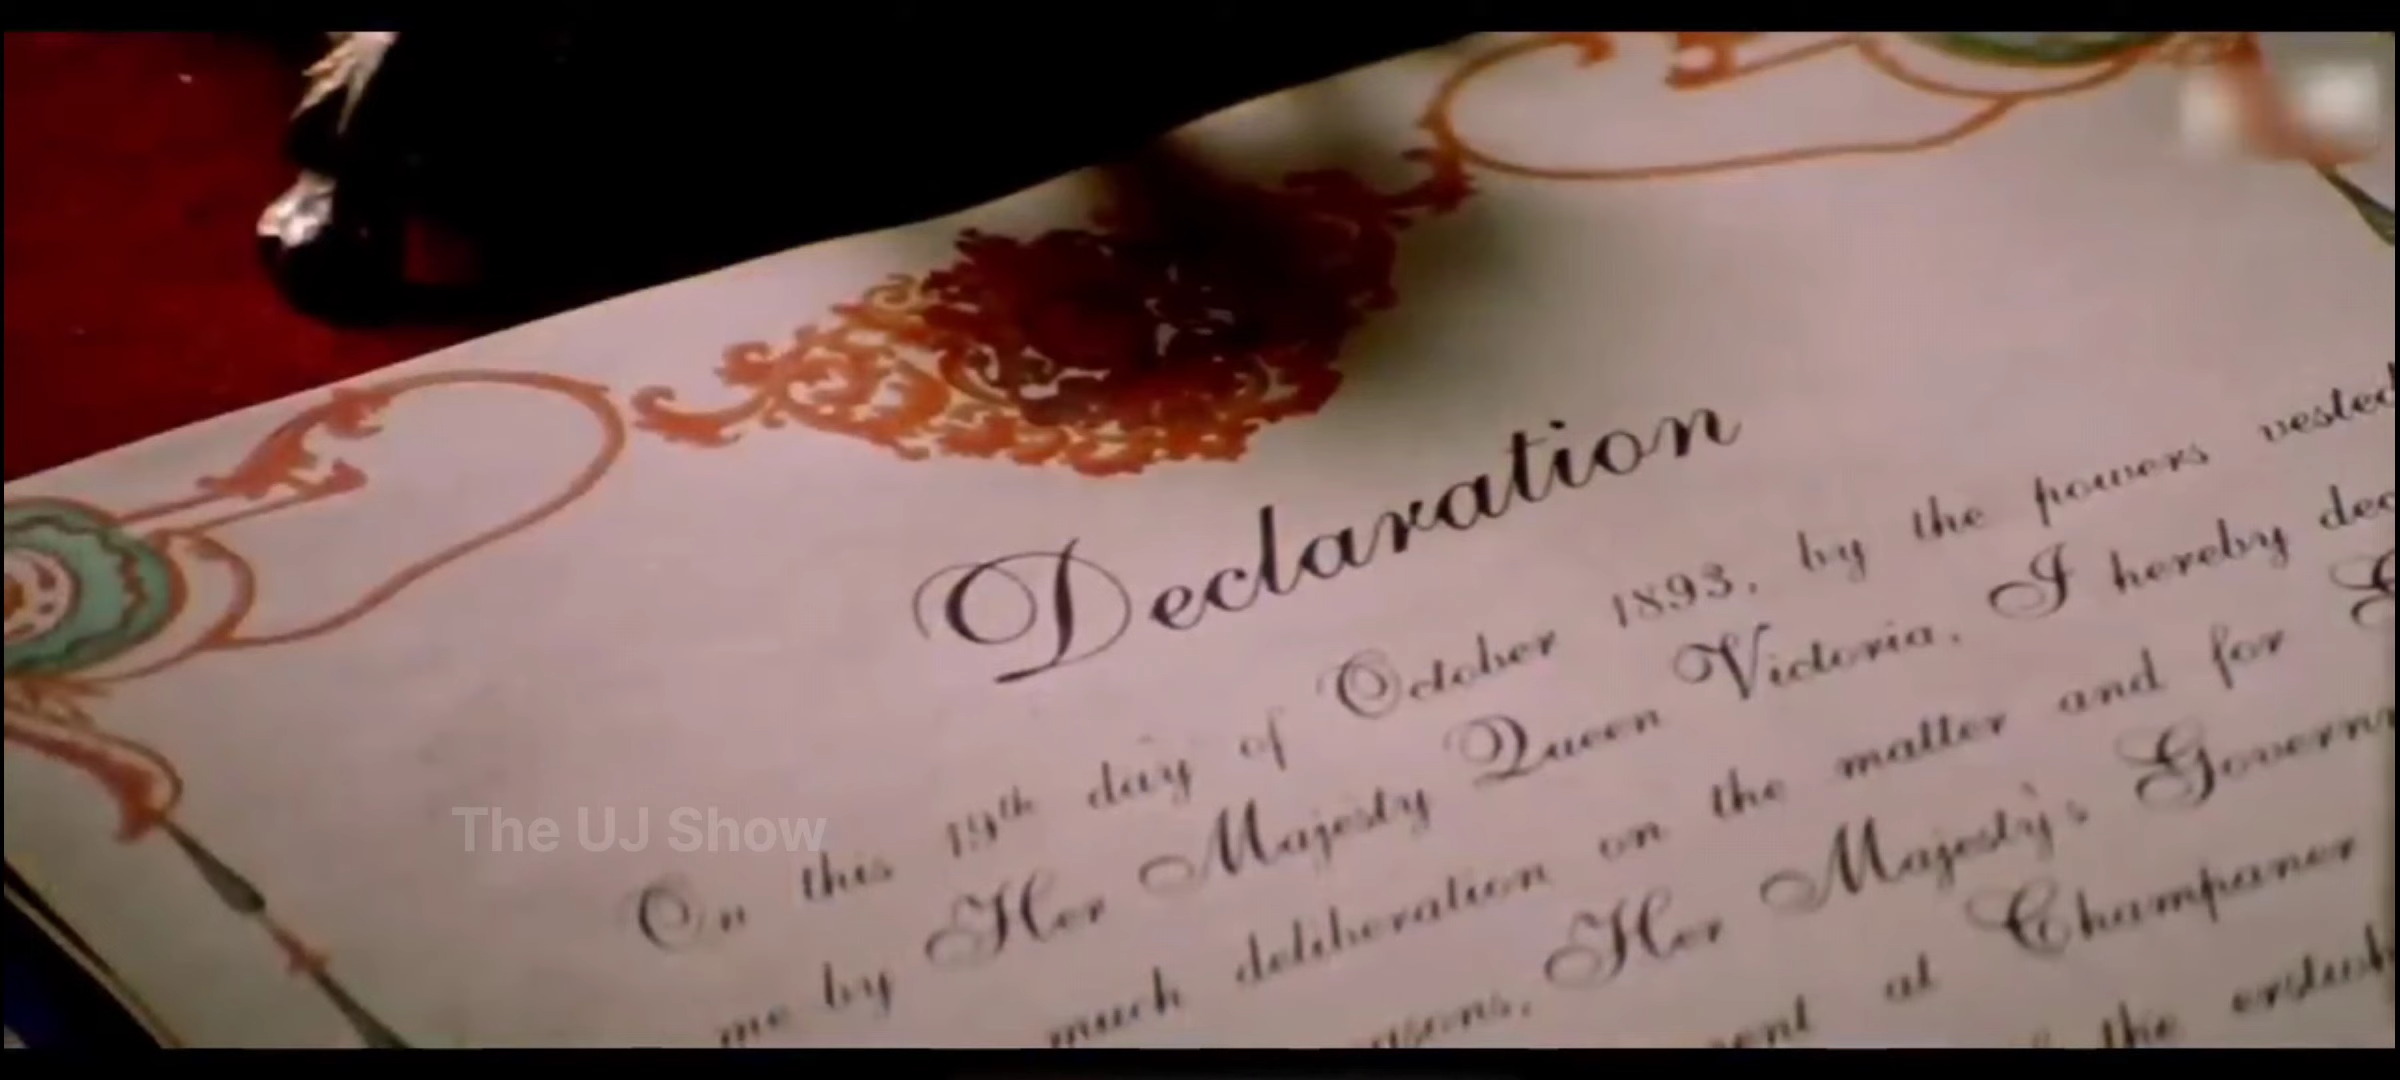 Declaration
On this 19th day of October 1893, by the powers vested
me by Her Majesty Queen Victoria, I hereby
much deliberation on the matter and for
Her Majesty's
at Champaner
the
The UJ Show